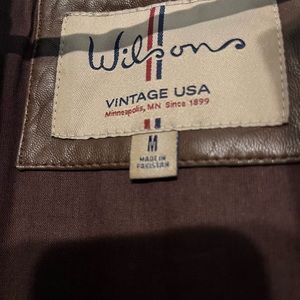 Wilsons
VINTAGE USA
Minneapolis, MN Since 1899
M
MADE IN
PAKISTAN